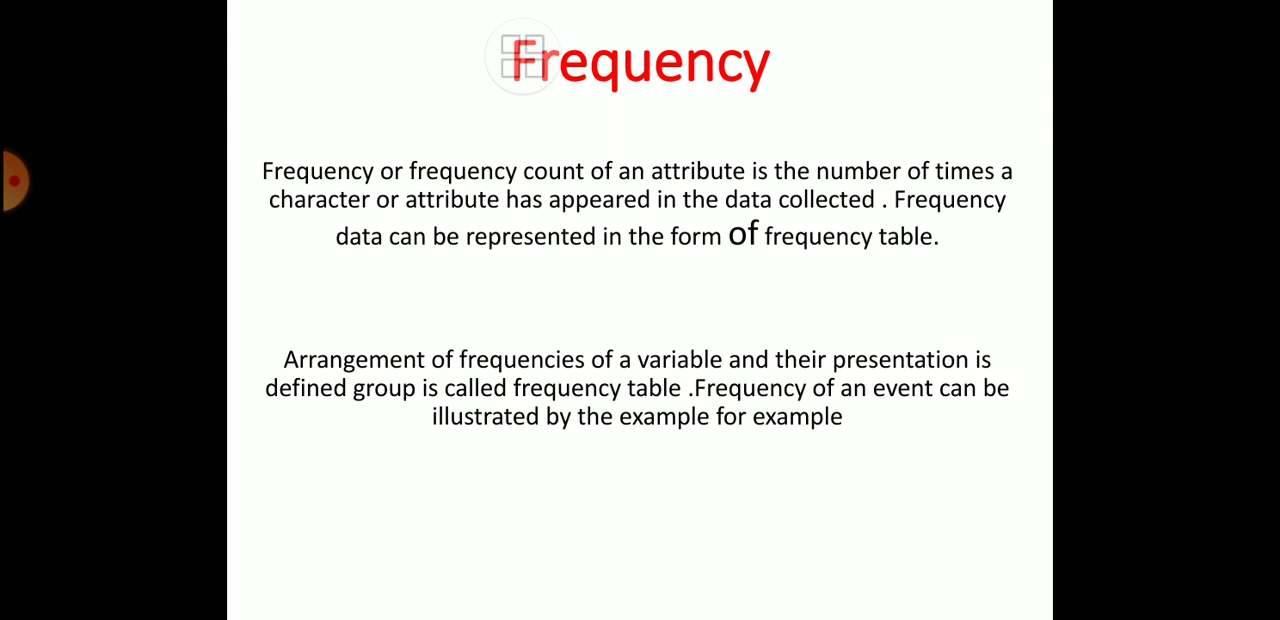 Frequency
Frequency or frequency count of an attribute is the number of times a
character or attribute has appeared in the data collected . Frequency
data can be represented in the form of frequency table.
Arrangement of frequencies of a variable and their presentation is
defined group is called frequency table .Frequency of an event can be
illustrated by the example for example